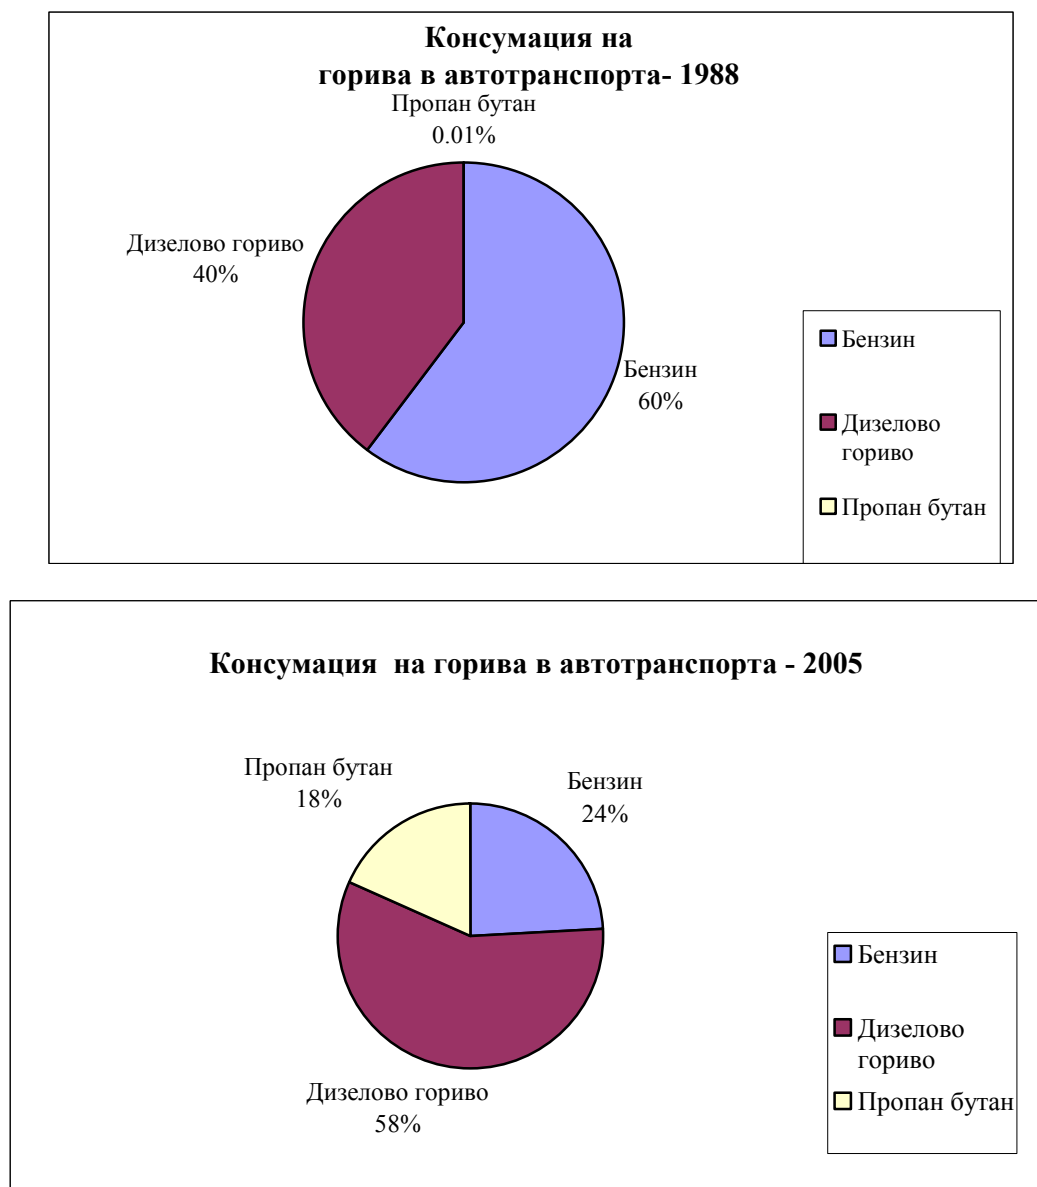 Консумация на
горива в автотранспорта- 1988
Пропан бутан
0.01%
Дизелово гориво
40%
Бензин
60%
Бензин
Дизелово
гориво
Пропан бутан
Консумация на горива в автотранспорта - 2005
Пропан бутан
18%
Бензин
24%
Дизелово гориво
58%
Бензин
Дизелово
гориво
Пропан бутан